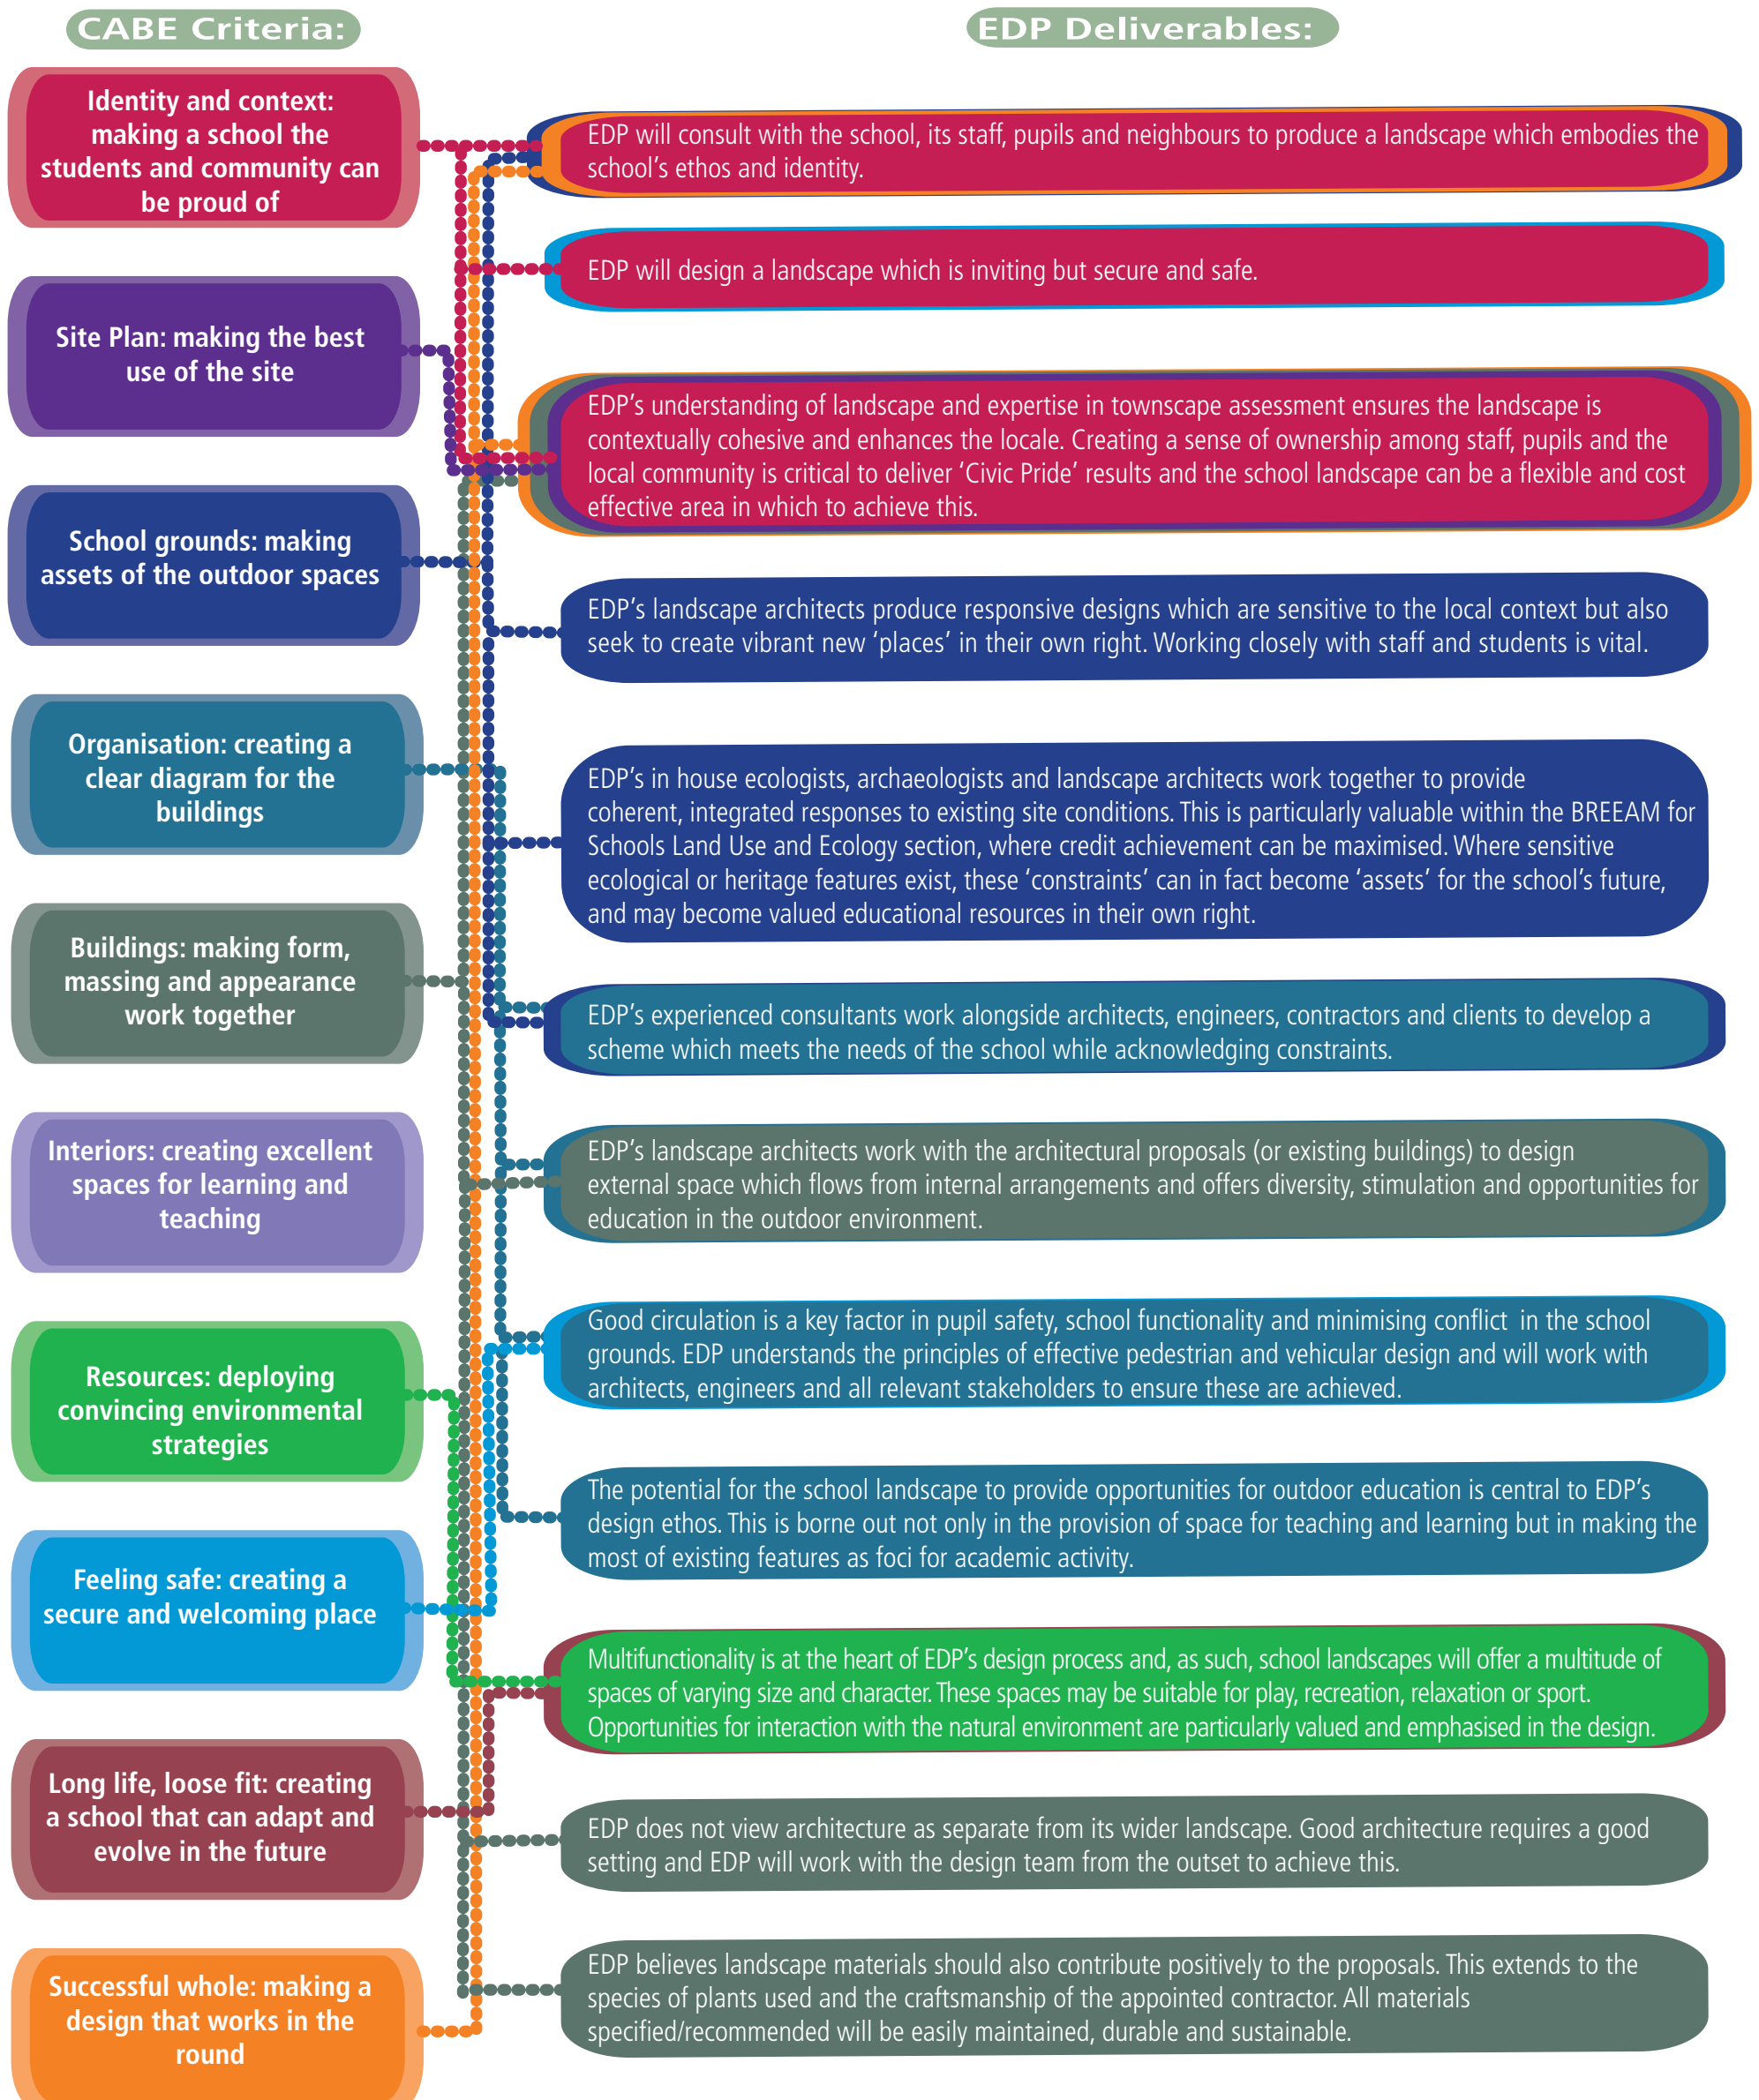 CABE Criteria:
Identity and context:
making a school the
students and community can
be proud of
Site Plan: making the best
use of the site
School grounds: making
assets of the outdoor spaces
Organisation: creating a
clear diagram for the
buildings
Buildings: making form,
massing and appearance
work together
Interiors: creating excellent
spaces for learning and
teaching
Resources: deploying
convincing environmental
strategies
Feeling safe: creating a
secure and welcoming place
Long life, loose fit: creating
a school that can adapt and
evolve in the future
Successful whole: making a
design that works in the
round
EDP Deliverables:
EDP will consult with the school, its staff, pupils and neighbours to produce a landscape which embodies the
school’s ethos and identity.
EDP will design a landscape which is inviting but secure and safe.
EDP’s understanding of landscape and expertise in townscape assessment ensures the landscape is
contextually cohesive and enhances the locale. Creating a sense of ownership among staff, pupils and the
local community is critical to deliver ‘Civic Pride’ results and the school landscape can be a flexible and cost
effective area in which to achieve this.
EDP’s landscape architects produce responsive designs which are sensitive to the local context but also
seek to create vibrant new ‘places’ in their own right. Working closely with staff and students is vital.
EDP’s in house ecologists, archaeologists and landscape architects work together to provide
coherent, integrated responses to existing site conditions. This is particularly valuable within the BREEAM for
Schools Land Use and Ecology section, where credit achievement can be maximised. Where sensitive
ecological or heritage features exist, these ‘constraints’ can in fact become ‘assets’ for the school’s future,
and may become valued educational resources in their own right.
EDP’s experienced consultants work alongside architects, engineers, contractors and clients to develop a
scheme which meets the needs of the school while acknowledging constraints.
EDP’s landscape architects work with the architectural proposals (or existing buildings) to design
external space which flows from internal arrangements and offers diversity, stimulation and opportunities for
education in the outdoor environment.
Good circulation is a key factor in pupil safety, school functionality and minimising conflict in the school
grounds. EDP understands the principles of effective pedestrian and vehicular design and will work with
architects, engineers and all relevant stakeholders to ensure these are achieved.
The potential for the school landscape to provide opportunities for outdoor education is central to EDP’s
design ethos. This is borne out not only in the provision of space for teaching and learning but in making the
most of existing features as foci for academic activity.
Multifunctionality is at the heart of EDP’s design process and, as such, school landscapes will offer a multitude of
spaces of varying size and character. These spaces may be suitable for play, recreation, relaxation or sport.
Opportunities for interaction with the natural environment are particularly valued and emphasised in the design.
EDP does not view architecture as separate from its wider landscape. Good architecture requires a good
setting and EDP will work with the design team from the outset to achieve this.
EDP believes landscape materials should also contribute positively to the proposals. This extends to the
species of plants used and the craftsmanship of the appointed contractor. All materials
specified/recommended will be easily maintained, durable and sustainable.